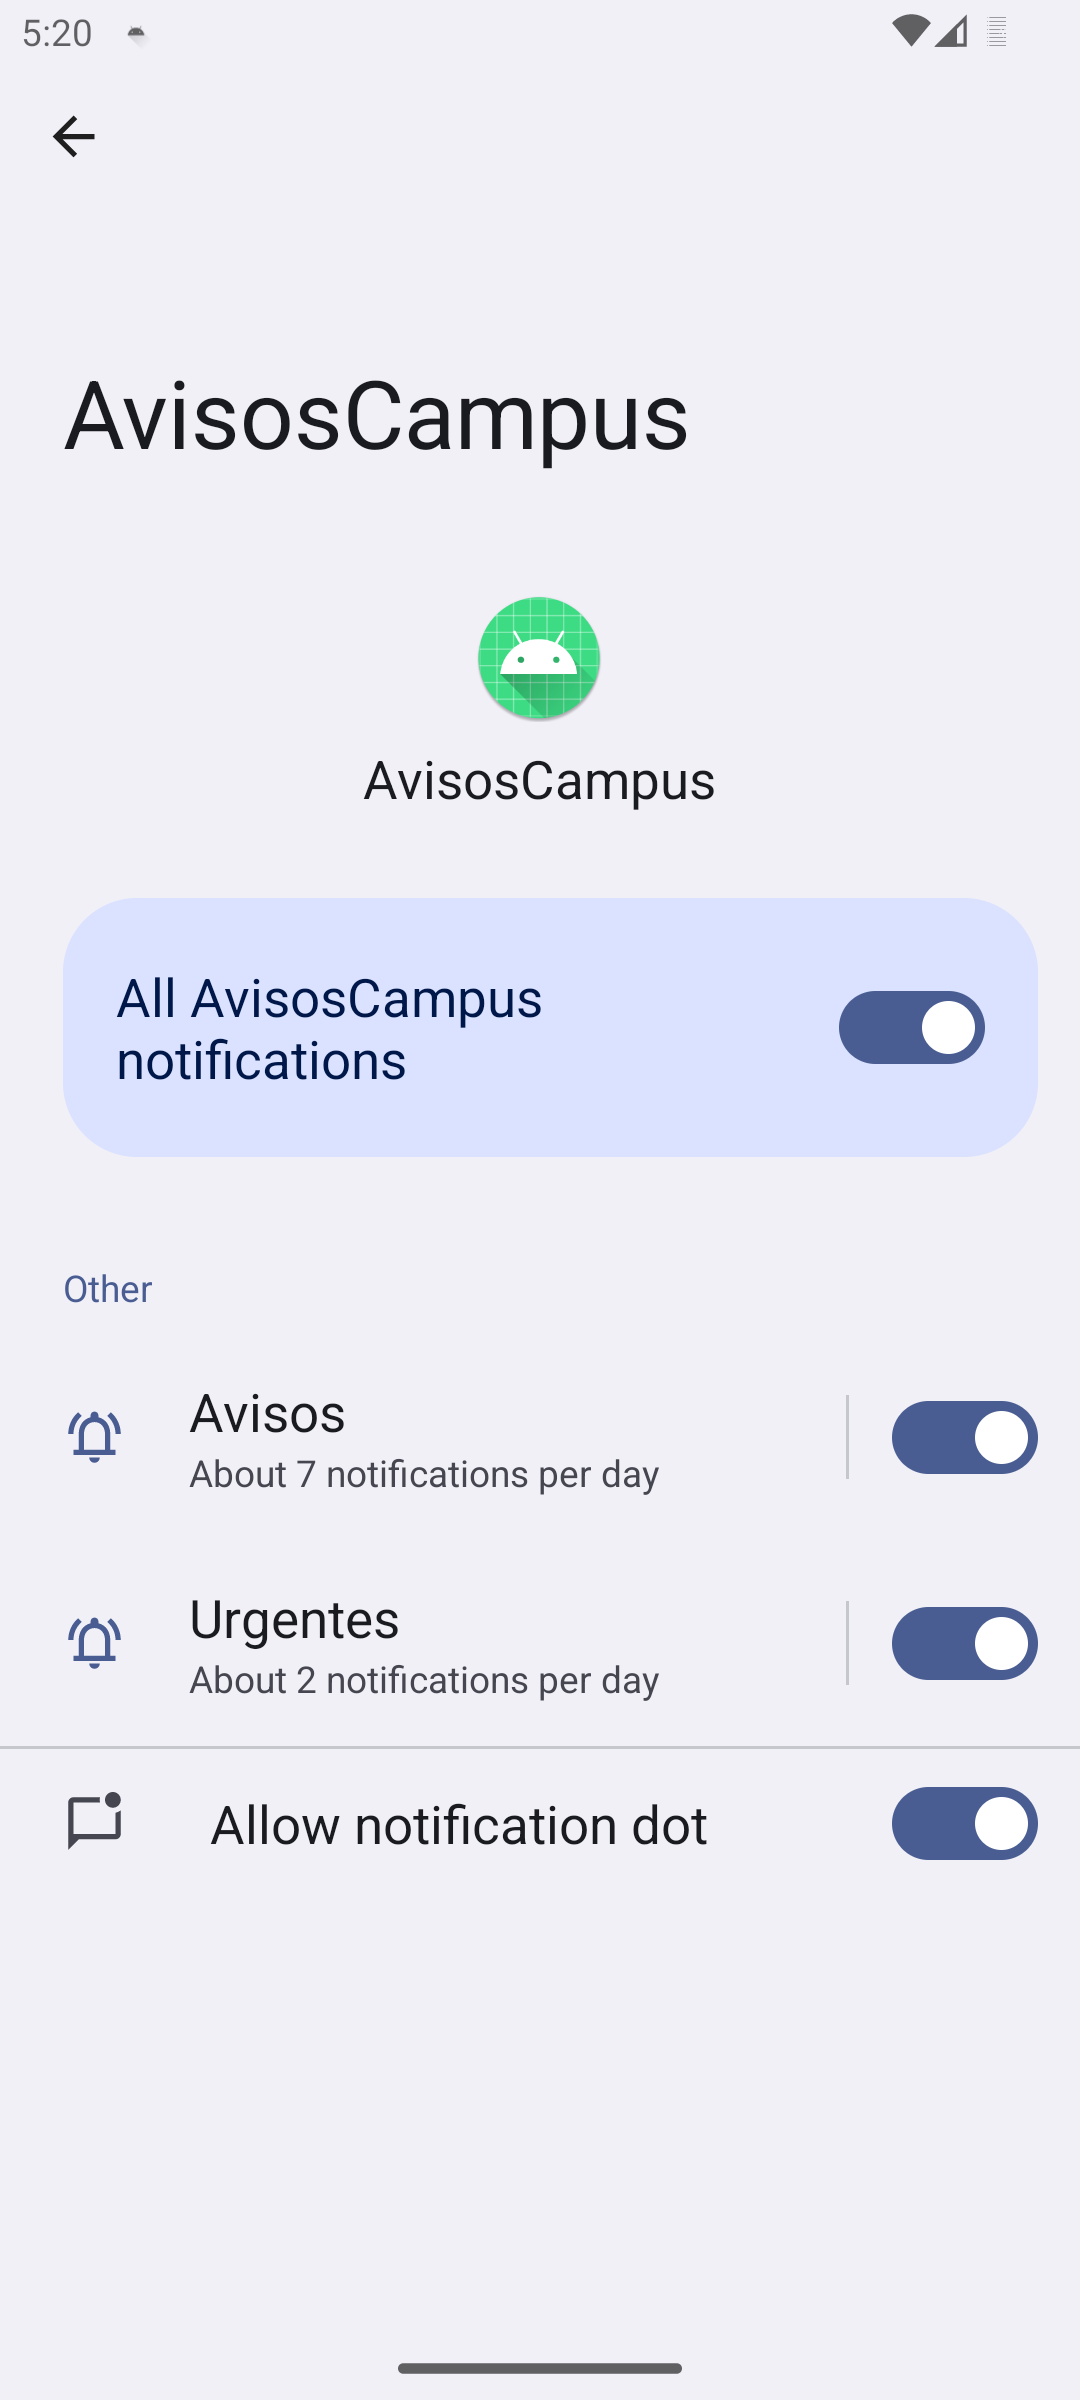 5:20
AvisosCampus
AvisosCampus
All AvisosCampus
notifications
Other
Avisos
About 7 notifications per day
Urgentes
About 2 notifications per day
Allow notification dot